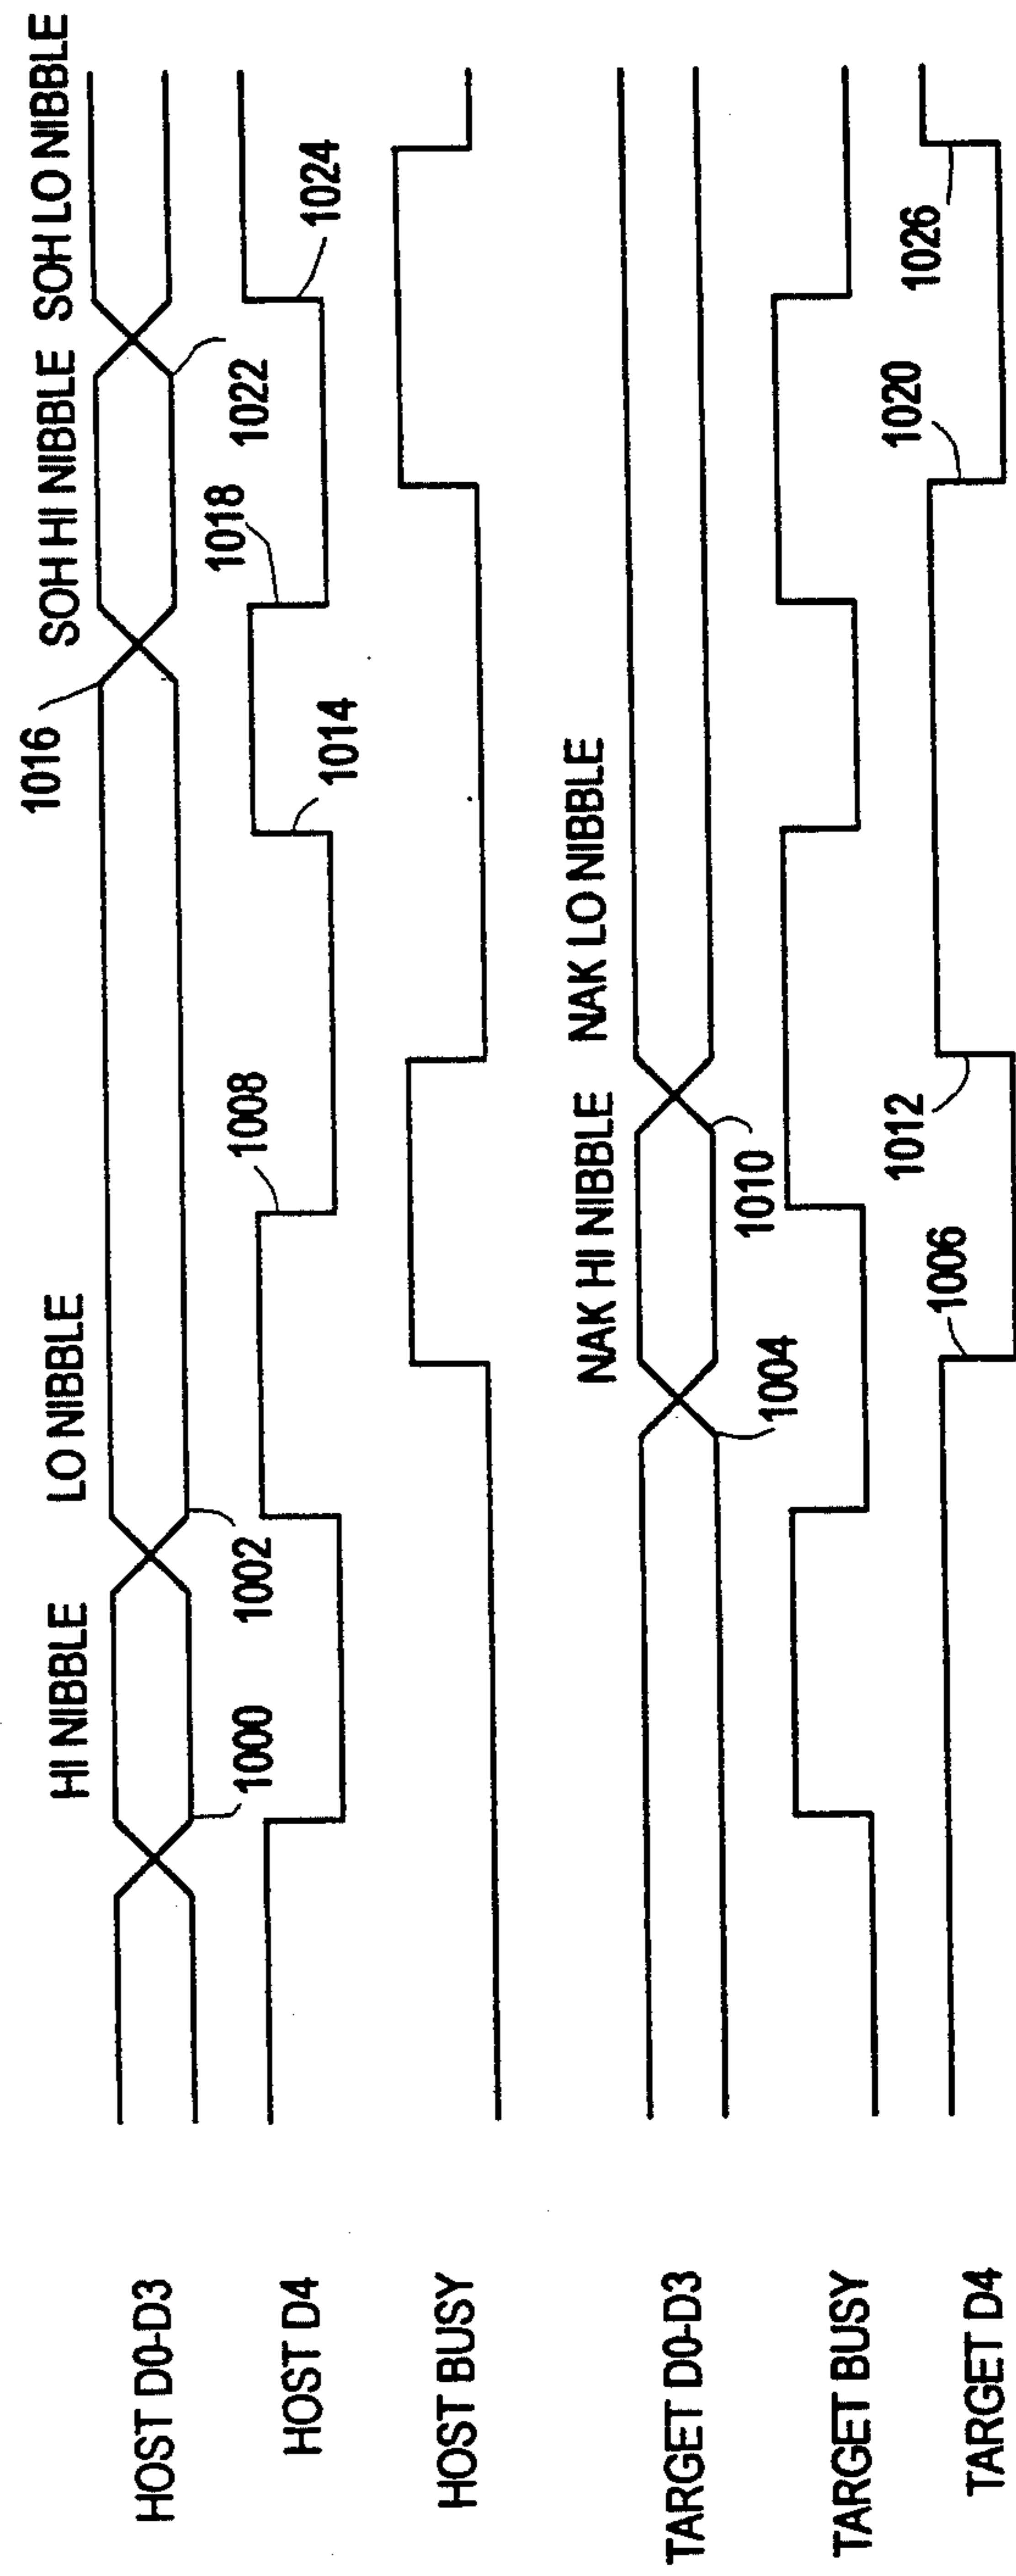 HOST D0-D3
HI NIBBLE
LO NIBBLE
SOH HI NIBBLE
SOH LO NIBBLE
1000
1002
1016
1022
HOST D4
1008
1014
1018
1024
HOST BUSY
TARGET D0-D3
NAK HI NIBBLE
NAK LO NIBBLE
1004
1010
TARGET BUSY
TARGET D4
1006
1012
1020
1026